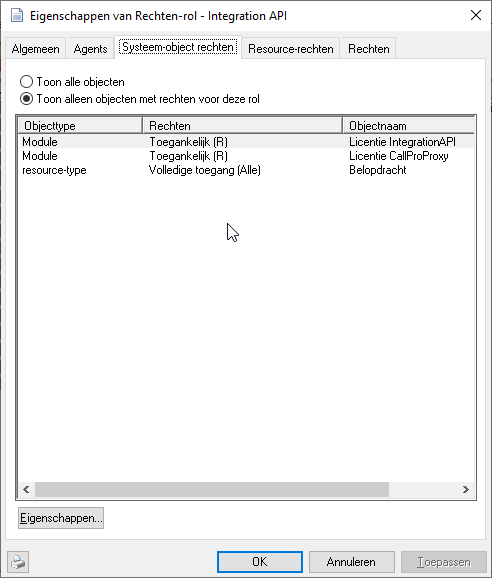 Eigenschappen van Rechten-rol - Integration API
Algemeen Agents Systeem-object rechten Resource-rechten Rechten
Toon alle objecten
Toon alleen objecten met rechten voor deze rol
Objecttype Rechten Objectnaam
Module Toegankelijk (R) Licentie IntegrationAPI
Module Toegankelijk (R) Licentie CallProProxy
resource-type Volledige toegang (Alle) Belopdracht
Eigenschappen...
OK Annuleren Toepassen